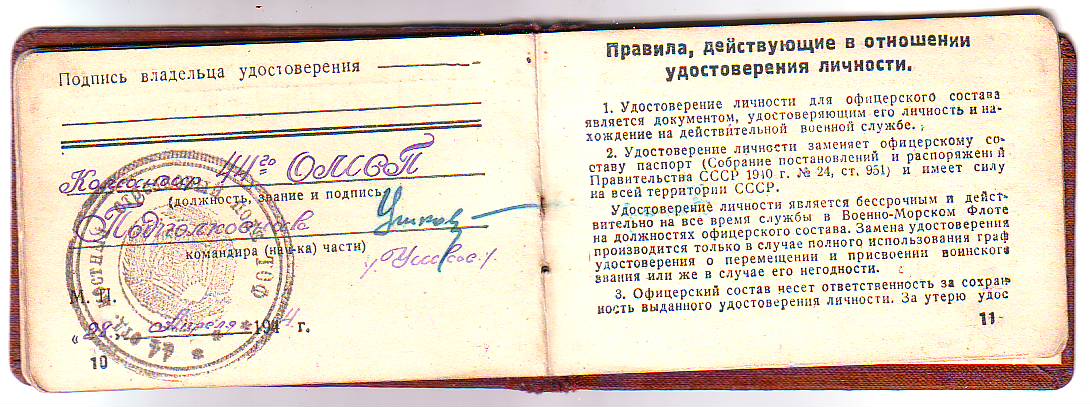 Подпись владельца удостоверения
Командир 44го ОМСП
(должность, звание и подпись
Подполковник
командира (нач-ка) части)
/Ушаков/
М. П.
„28 „ Апреля 194 г.
10
Правила, действующие в отношении
удостоверения личности.
1. Удостоверение личности для офицерского состава
является документом, удостоверяющим его личность и на-
хождение на действительной военной службе.
2. Удостоверение личности заменяет офицерскому со-
ставу паспорт (Собрание постановлений и распоряжений
Правительства СССР 1940 г. № 24, ст. 951) и имеет силу
на всей территории СССР.
Удостоверение личности является бессрочным и дейст-
вительно на все время службы в Военно-Морском Флоте
на должностях офицерского состава. Замена удостоверения
производится только в случае полного использования граф
удостоверения о перемещении и присвоении воинского
звания или же в случае его негодности.
3. Офицерский состав несет ответственность за сохран-
ность выданного удостоверения личности. За утерю удос
11